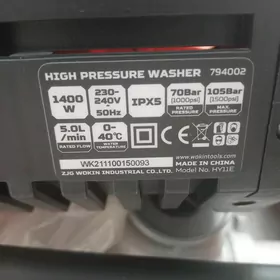 HIGH PRESSURE WASHER 794002
1400 W
230-240V~ 50Hz
IPX5
70Bar [1000psi] RATED PRESSURE
105Bar [1500psi] MAX. PRESSURE
5.0L /min RATED FLOW
0-40℃ WATER TEMPERATURE
CE
www.wokintools.com
MADE IN CHINA
WK211100150093
ZJG WOKIN INDUSTRIAL CO.,LTD. Model No. HY11E